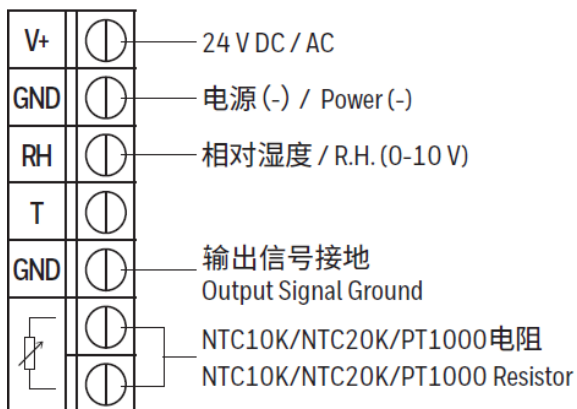 V+ 24 V DC / AC
GND 电源 (-) / Power (-)
RH 相对湿度 / R.H. (0-10 V)
T
GND 输出信号接地
Output Signal Ground
NTC10K/NTC20K/PT1000电阻
NTC10K/NTC20K/PT1000 Resistor